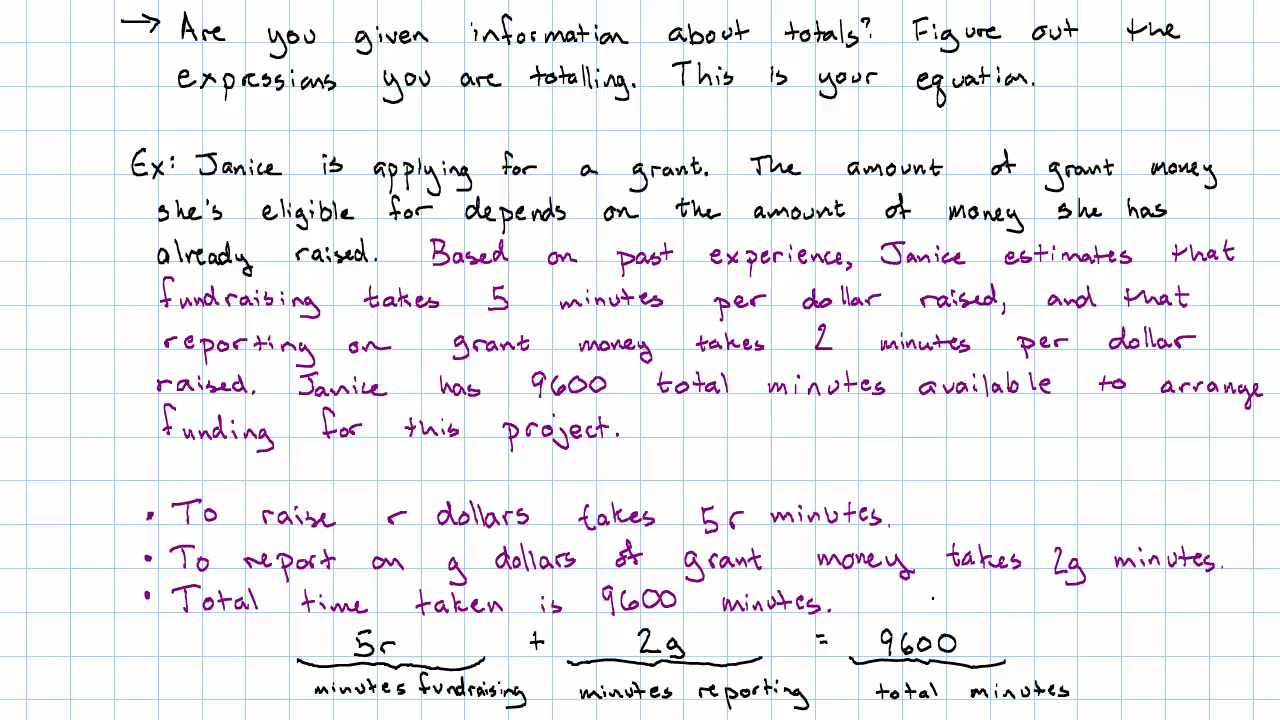 → Are you given information about totals? Figure out the
expressions you are totalling. This is your equation.
Ex: Janice is applying for a grant. The amount of grant money
she's eligible for depends on the amount of money she has
already raised. Based on past experience, Janice estimates that
fundraising takes 5 minutes per dollar raised, and that
reporting on grant money takes 2 minutes per dollar
raised. Janice has 9600 total minutes available to arrange
funding for this project.
• To raise r dollars takes 5r minutes.
• To report on g dollars of grant money takes 2g minutes.
• Total time taken is 9600 minutes.
5r + 2g = 9600
minutes fundraising minutes reporting total minutes